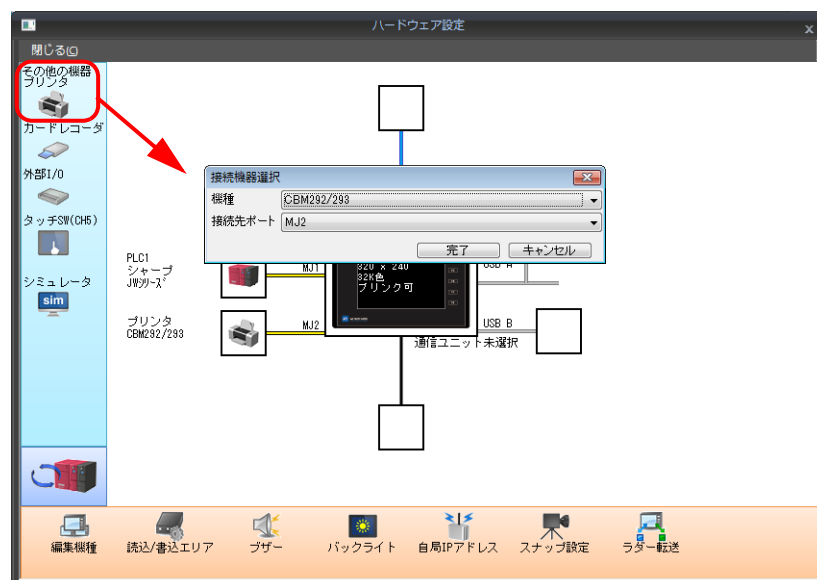 ハードウェア設定
x
閉じるQ
その他の機器
プリンタ
カードレコーダ
外部I/O
タッチSW(CH5)
シミュレータ
sim
接続機器選択
機種
CBM292/293
接続先ポート
MJ2
完了
キャンセル
PLC1
シャープ
JWシリーズ
MJ1
320 x 240
32K色
ブリンク可
USB A
プリンタ
CBM292/293
MJ2
USB B
通信ユニット未選択
編集機種
読込/書込エリア
ブザー
バックライト
自局IPアドレス
スナップ設定
ラダー転送